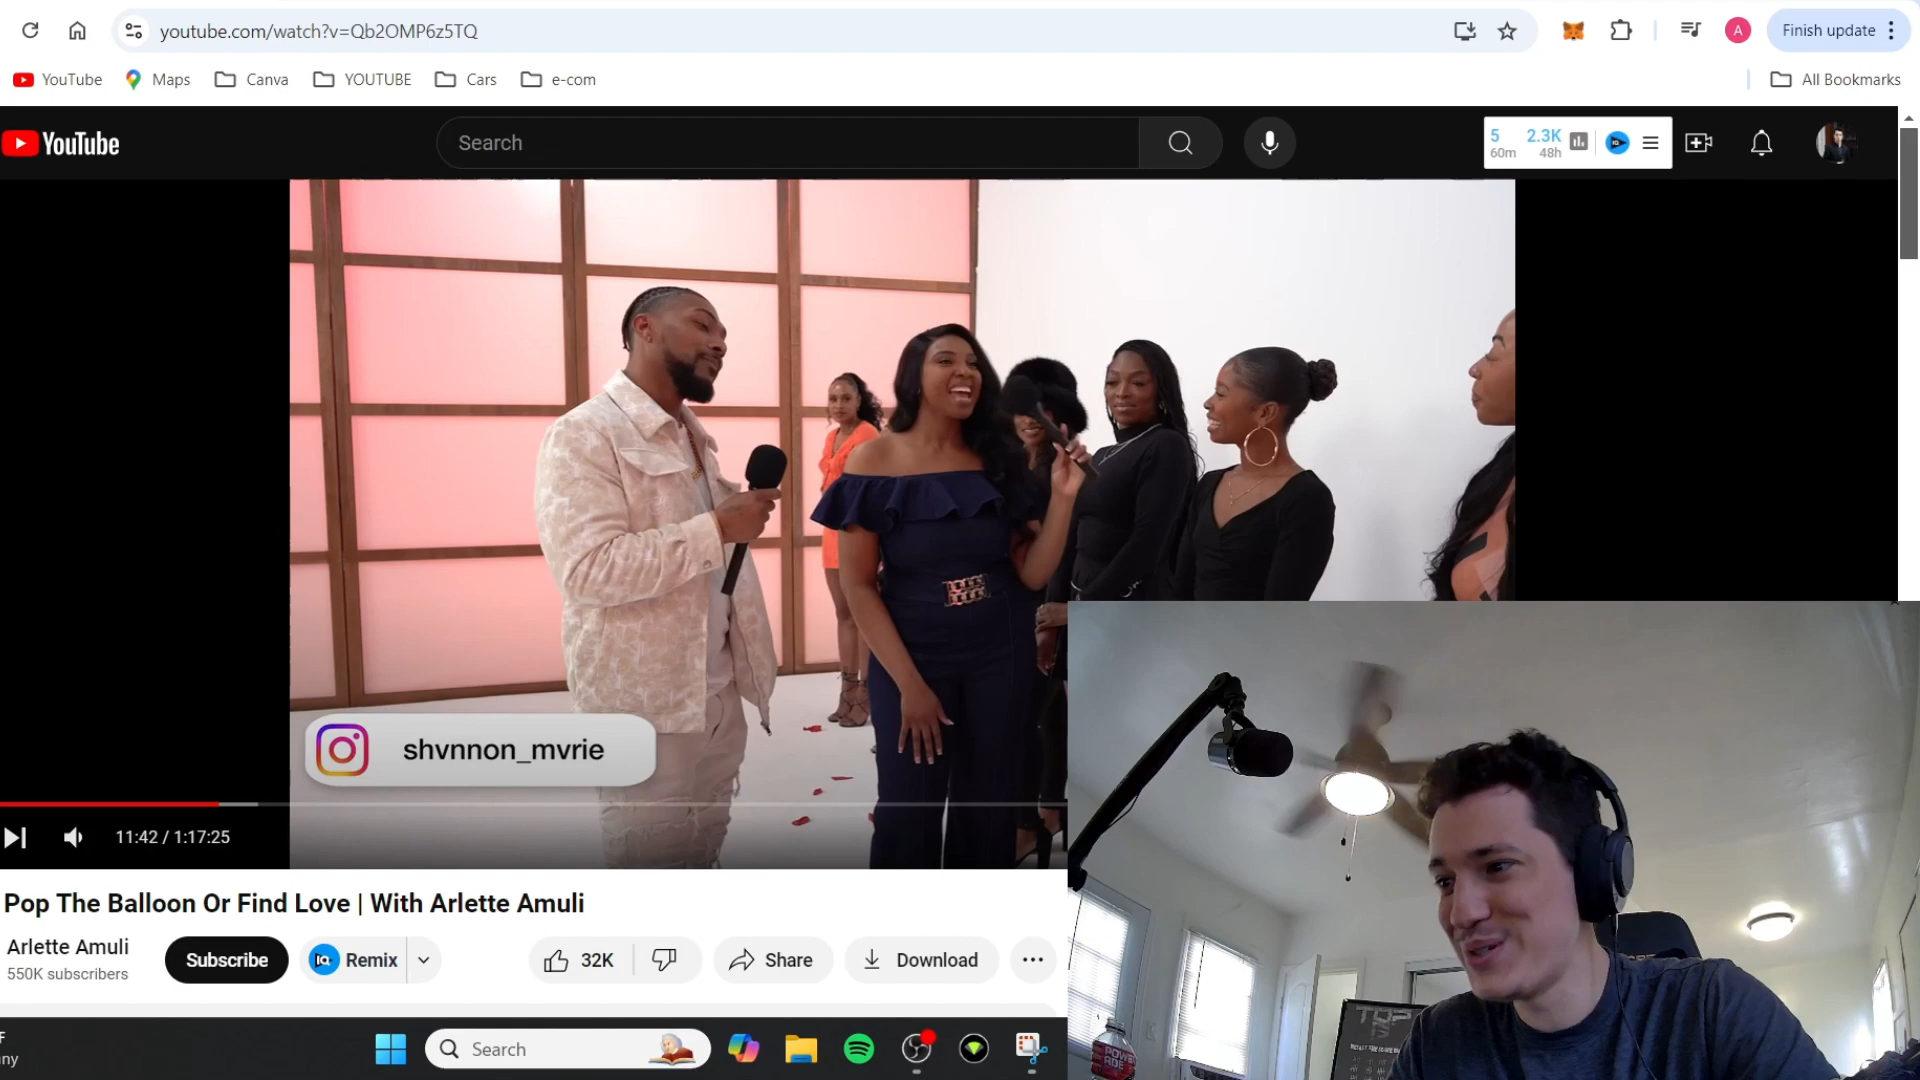 youtube.com/watch?v=Qb2OMP6z5TQ
A
Finish update
YouTube
Maps
Canva
YOUTUBE
Cars
e-com
All Bookmarks
YouTube
Search
5
60m
2.3K
48h
shvnnon_mvrie
11:42 / 1:17:25
Pop The Balloon Or Find Love | With Arlette Amuli
Arlette Amuli
550K subscribers
Subscribe
Remix
32K
Share
Download
Search